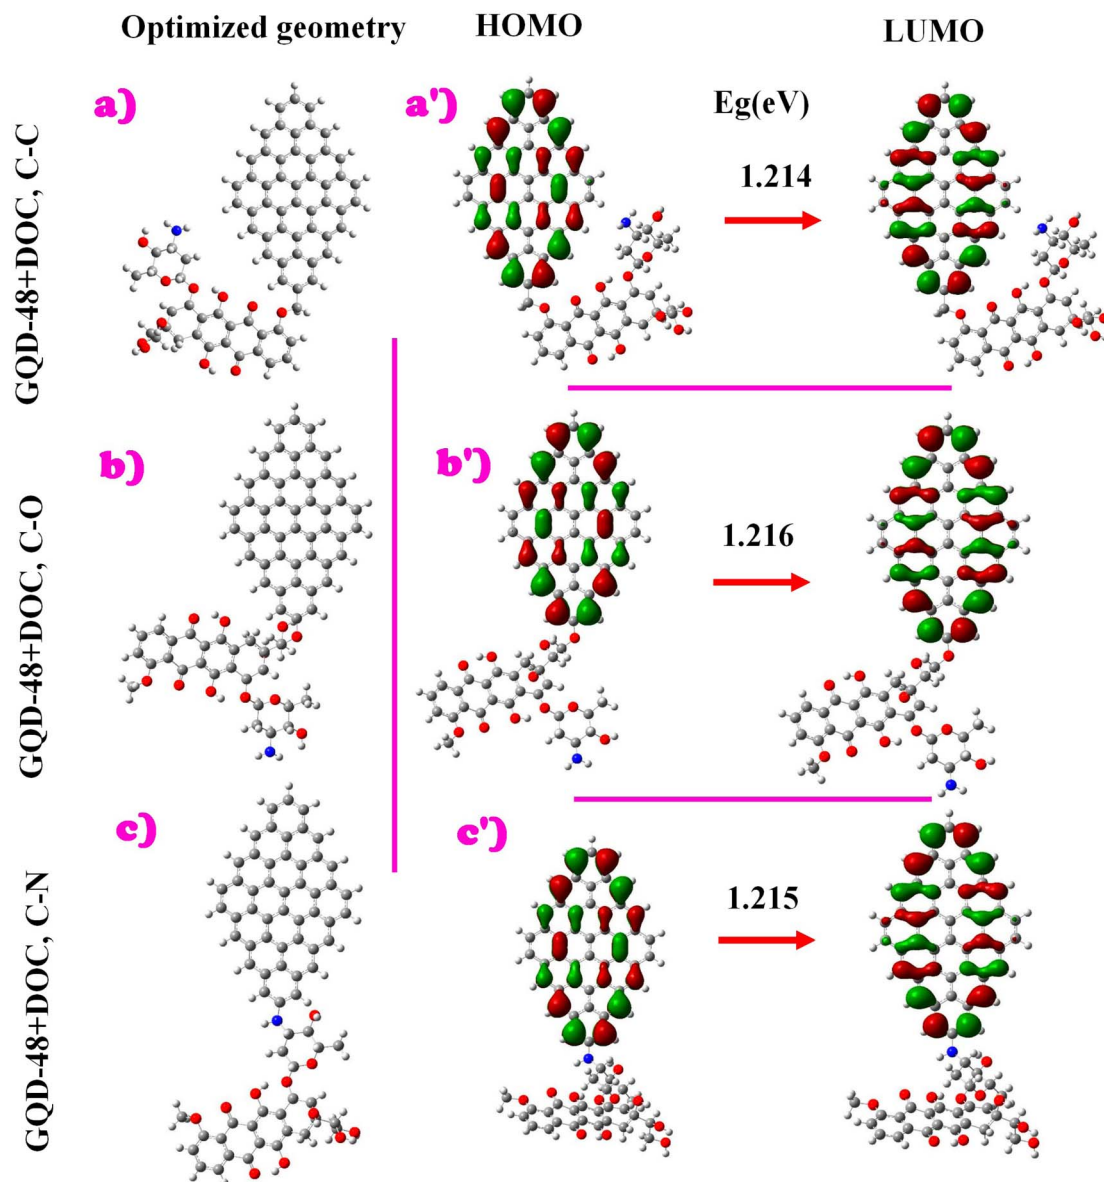 Optimized geometry HOMO LUMO
a) a') Eg(eV)
1.214
GQD-48+DOC, C-C
b) b')
1.216
GQD-48+DOC, C-O
c) c')
1.215
GQD-48+DOC, C-N